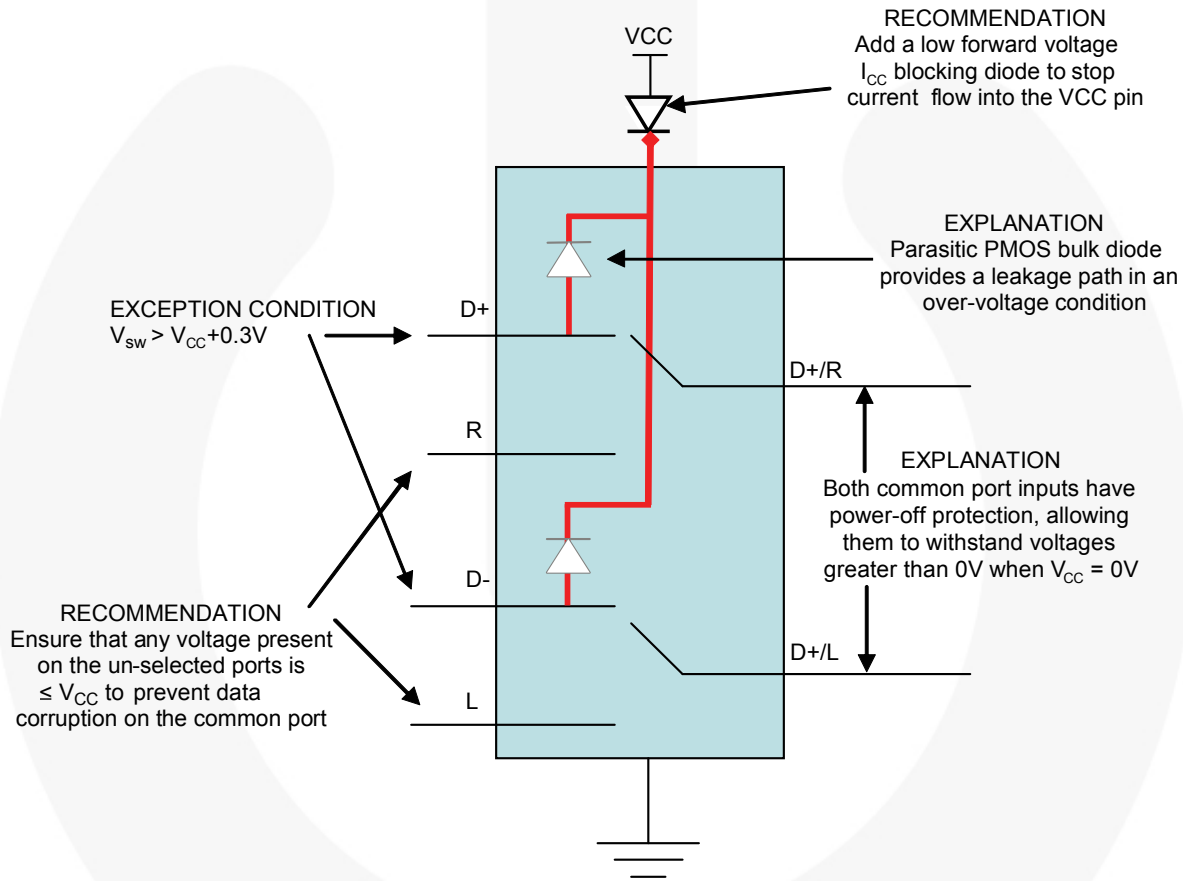 RECOMMENDATION
Add a low forward voltage
ICC blocking diode to stop
current flow into the VCC pin
VCC
EXPLANATION
Parasitic PMOS bulk diode
provides a leakage path in an
over-voltage condition
EXCEPTION CONDITION
Vsw > VCC+0.3V
D+
D+/R
R
EXPLANATION
Both common port inputs have
power-off protection, allowing
them to withstand voltages
greater than 0V when VCC = 0V
D-
RECOMMENDATION
Ensure that any voltage present
on the un-selected ports is
≤ VCC to prevent data
corruption on the common port
D+/L
L